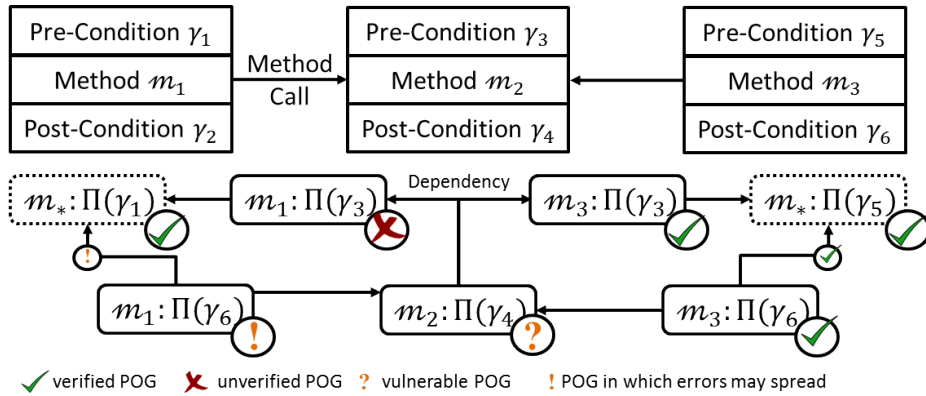 Pre-Condition γ₁
Method m₁
Post-Condition γ₂
Method
Call
Pre-Condition γ₃
Method m₂
Post-Condition γ₄
Pre-Condition γ₅
Method m₃
Post-Condition γ₆
m∗: Π(γ₁)
m₁: Π(γ₃)
Dependency
m₃: Π(γ₃)
m∗: Π(γ₅)
!
m₁: Π(γ₆)
!
m₂: Π(γ₄)
?
m₃: Π(γ₆)
verified POG
unverified POG
? vulnerable POG
! POG in which errors may spread